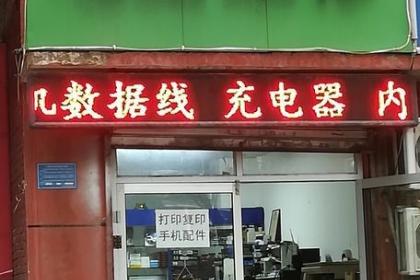 数据线 充电器 内
打印复印
手机配件